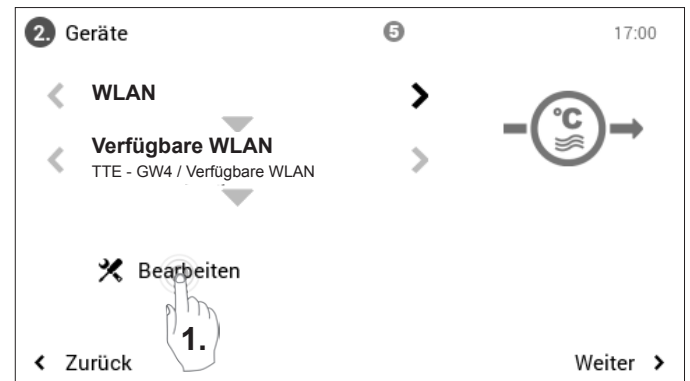 2. Geräte 5 17:00
WLAN
Verfügbare WLAN
TTE - GW4 / Verfügbare WLAN
°C
Bearbeiten
1.
Zurück Weiter